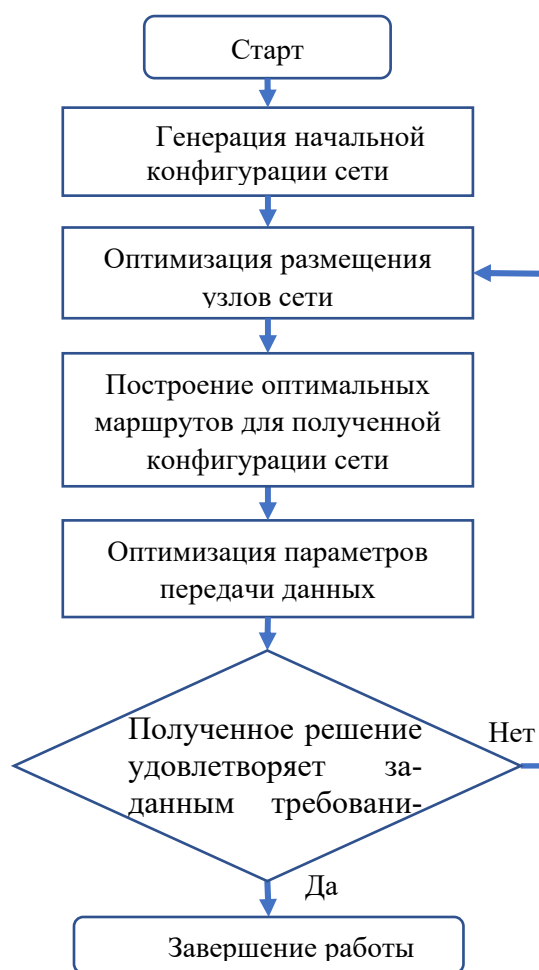 Старт
Генерация начальной
конфигурации сети
Оптимизация размещения
узлов сети
Построение оптимальных
маршрутов для полученной
конфигурации сети
Оптимизация параметров
передачи данных
Полученное решение
удовлетворяет за-
данным требовани-
Нет
Да
Завершение работы